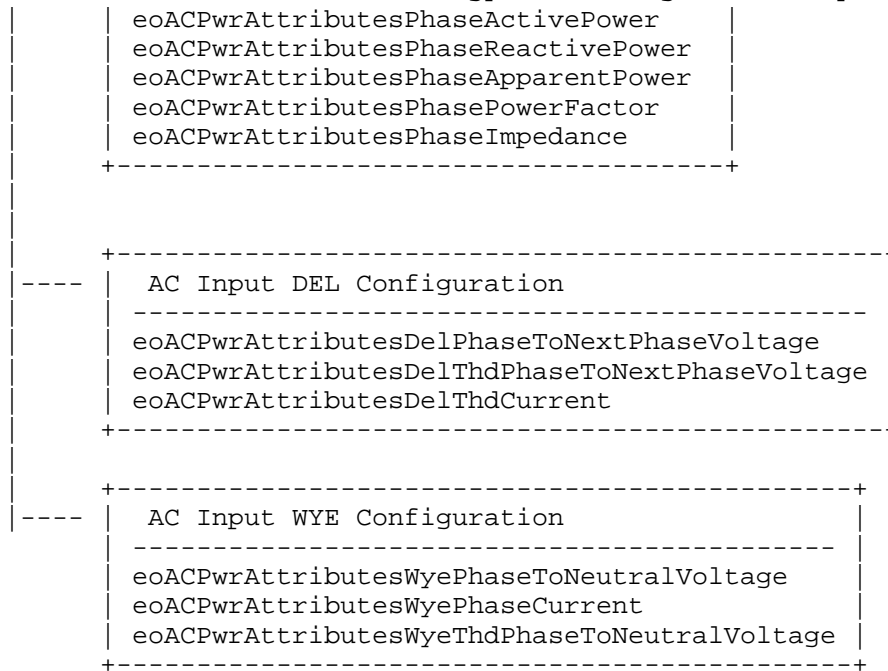 eoACPwrAttributesPhaseActivePower
eoACPwrAttributesPhaseReactivePower
eoACPwrAttributesPhaseApparentPower
eoACPwrAttributesPhasePowerFactor
eoACPwrAttributesPhaseImpedance
AC Input DEL Configuration
eoACPwrAttributesDelPhaseToNextPhaseVoltage
eoACPwrAttributesDelThdPhaseToNextPhaseVoltage
eoACPwrAttributesDelThdCurrent
AC Input WYE Configuration
eoACPwrAttributesWyePhaseToNeutralVoltage
eoACPwrAttributesWyePhaseCurrent
eoACPwrAttributesWyeThdPhaseToNeutralVoltage